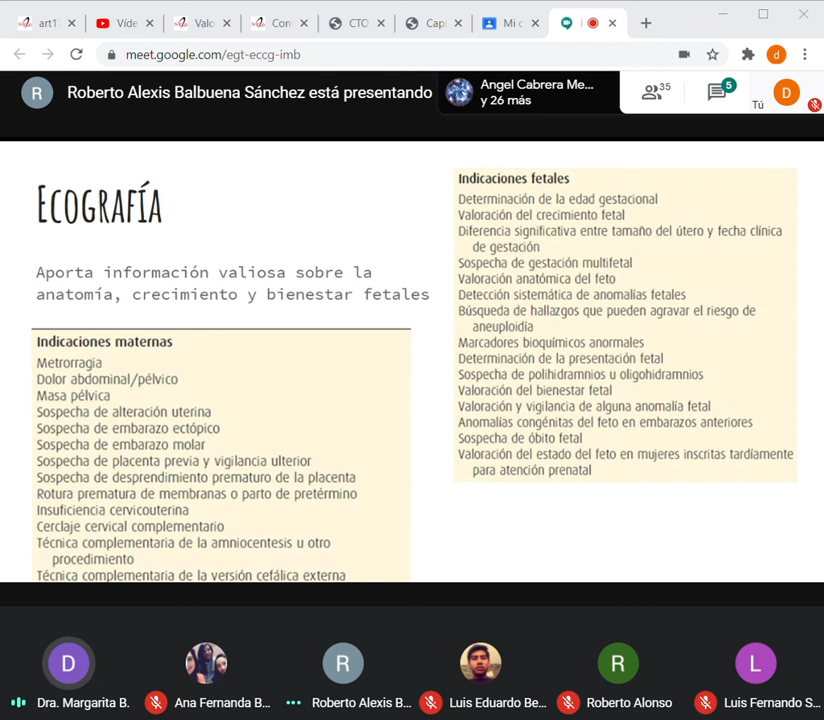 art1
Víde
Valo
Con
CTO
Cap
Mi c
meet.google.com/egt-eccg-imb
d
R
Roberto Alexis Balbuena Sánchez está presentando
Angel Cabrera Me...
y 26 más
35
5
Tú
D
Ecografía
Aporta información valiosa sobre la
anatomía, crecimiento y bienestar fetales
Indicaciones maternas
Metrorragia
Dolor abdominal/pélvico
Masa pélvica
Sospecha de alteración uterina
Sospecha de embarazo ectópico
Sospecha de embarazo molar
Sospecha de placenta previa y vigilancia ulterior
Sospecha de desprendimiento prematuro de la placenta
Rotura prematura de membranas o parto de pretérmino
Insuficiencia cervicouterina
Cerclaje cervical complementario
Técnica complementaria de la amniocentesis u otro
procedimiento
Técnica complementaria de la versión cefálica externa
Indicaciones fetales
Determinación de la edad gestacional
Valoración del crecimiento fetal
Diferencia significativa entre tamaño del útero y fecha clínica
de gestación
Sospecha de gestación multifetal
Valoración anatómica del feto
Detección sistemática de anomalías fetales
Búsqueda de hallazgos que pueden agravar el riesgo de
aneuploidia
Marcadores bioquímicos anormales
Determinación de la presentación fetal
Sospecha de polihidramnios u oligohidramnios
Valoración del bienestar fetal
Valoración y vigilancia de alguna anomalía fetal
Anomalías congénitas del feto en embarazos anteriores
Sospecha de óbito fetal
Valoración del estado del feto en mujeres inscritas tardíamente
para atención prenatal
D
R
R
L
Dra. Margarita B.
Ana Fernanda B...
Roberto Alexis B...
Luis Eduardo Be...
Roberto Alonso
Luis Fernando S...